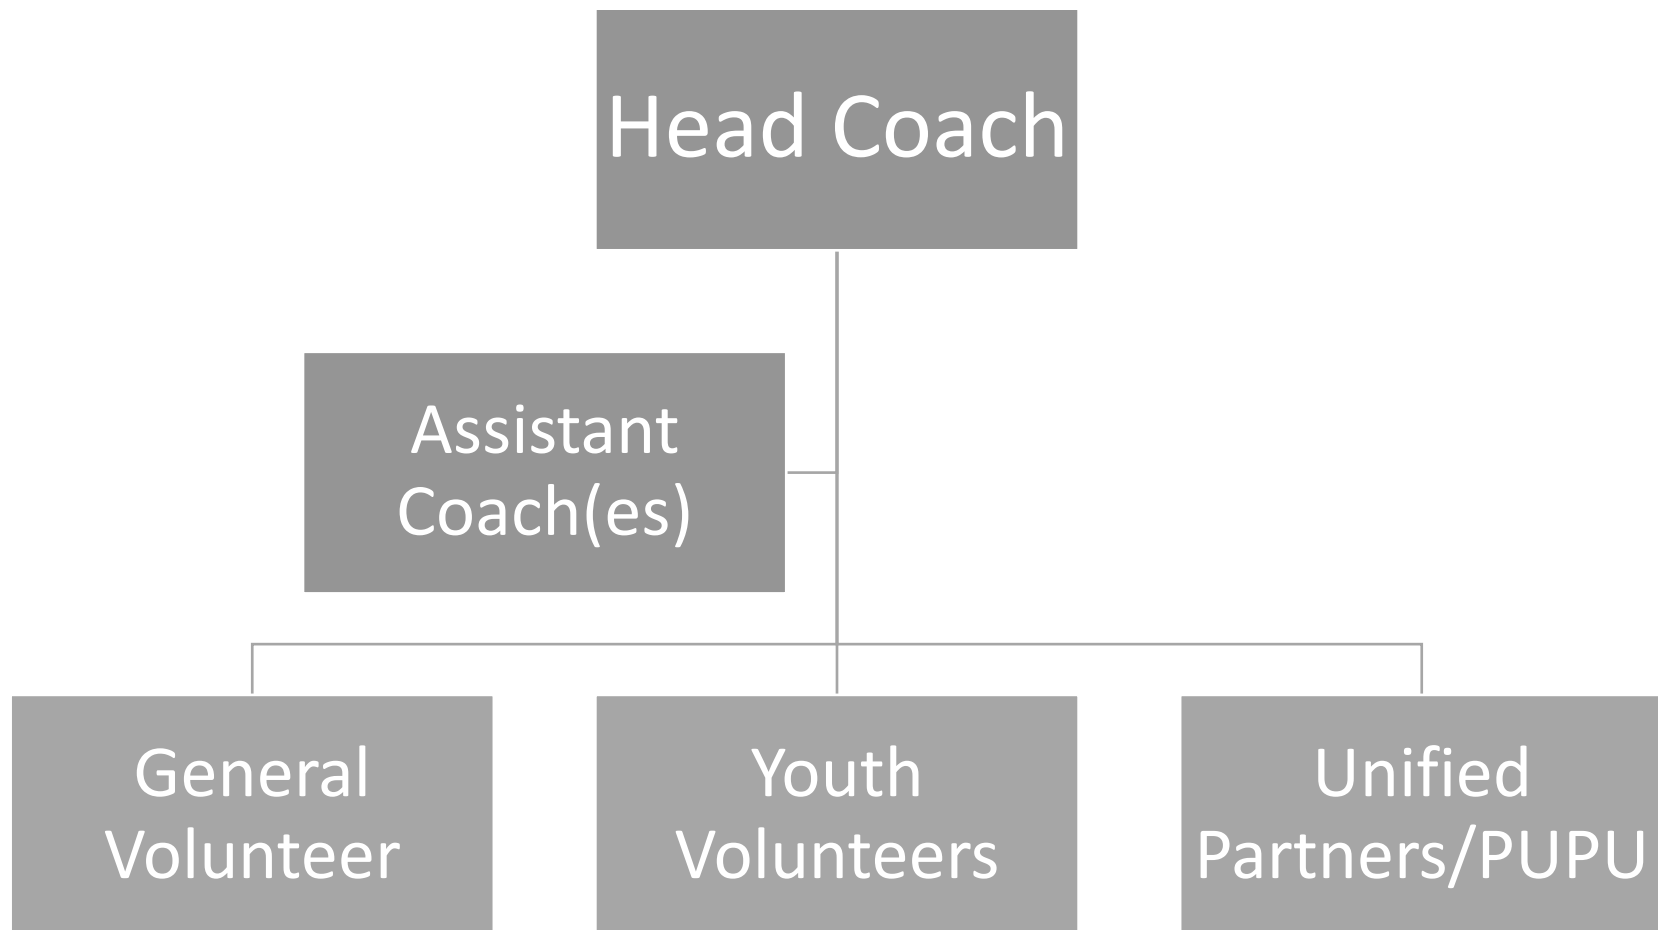 Head Coach
Assistant
Coach(es)
General
Volunteer
Youth
Volunteers
Unified
Partners/PUPU